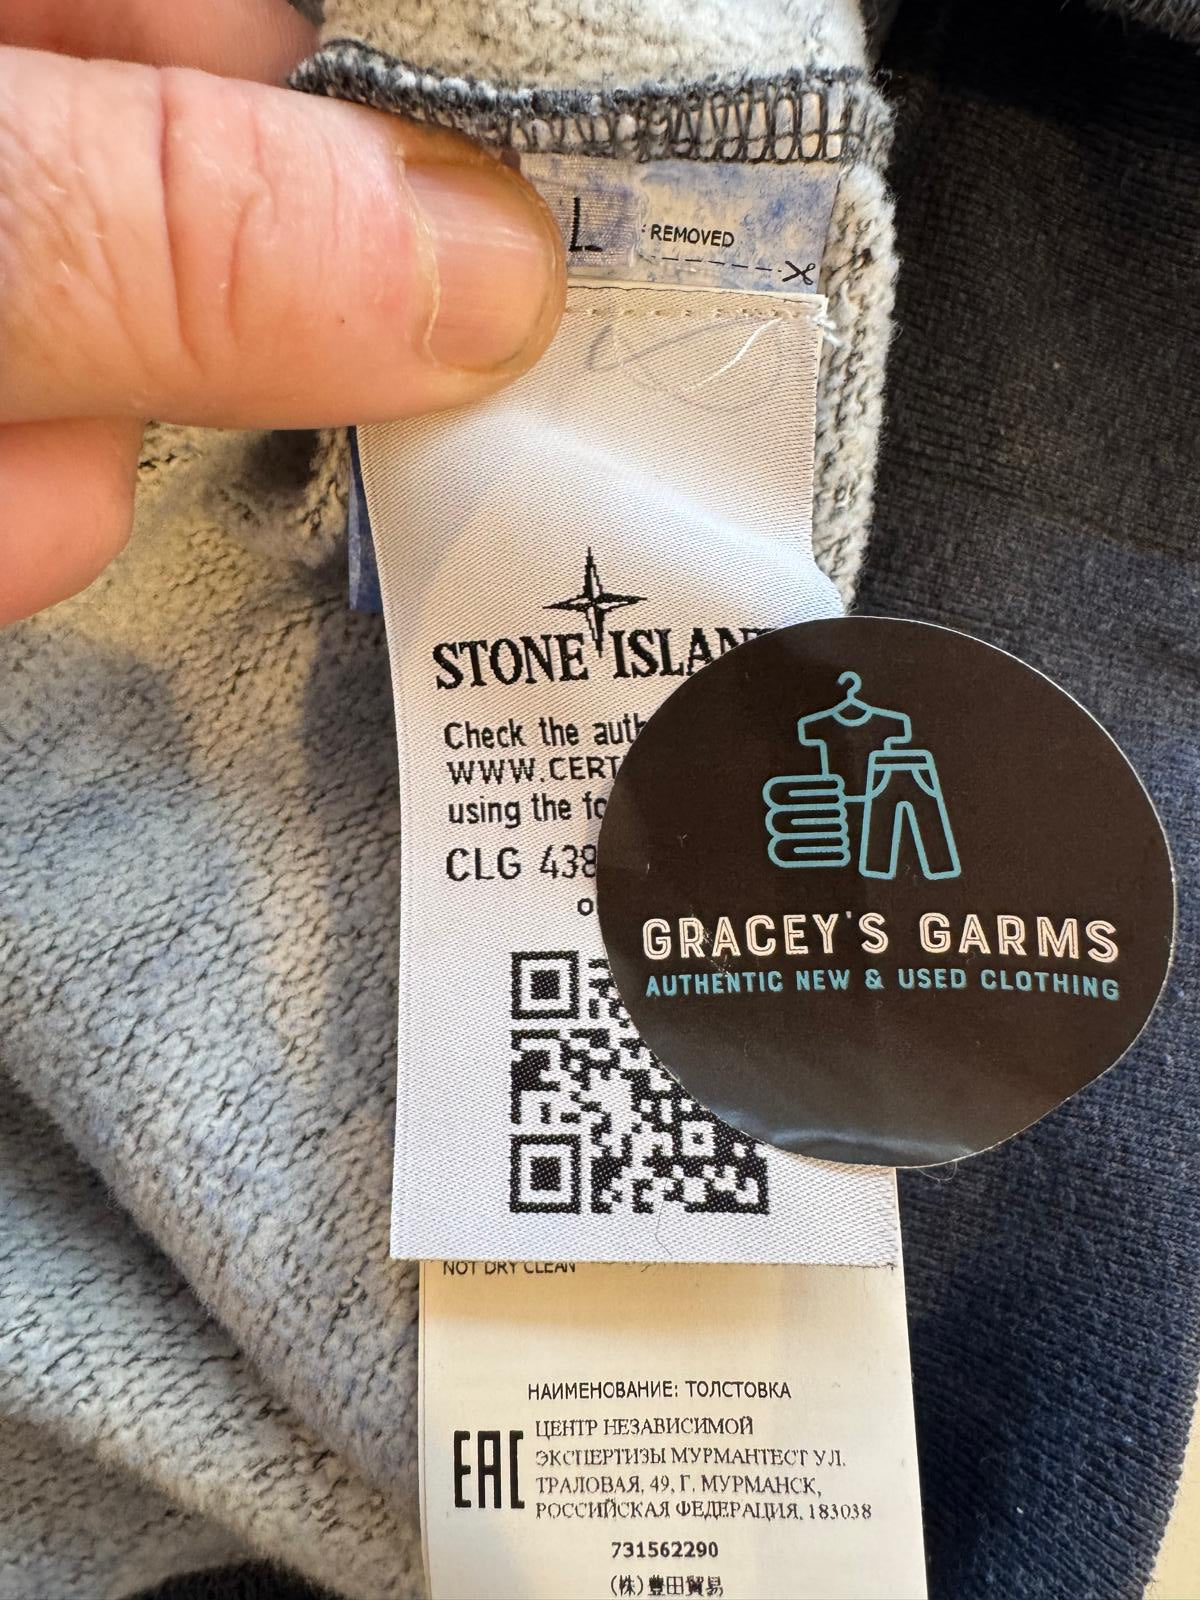 L
REMOVED
STONE ISLAN
Check the auth
WWW.CERT
using the fo
CLG 438
GRACEY'S GARMS
AUTHENTIC NEW & USED CLOTHING
NOT DRY CLEAN
НАИМЕНОВАНИЕ: ТОЛСТОВКА
EAC
ЦЕНТР НЕЗАВИСИМОЙ
ЭКСПЕРТИЗЫ МУРМАНТЕСТ УЛ.
ТРАЛОВАЯ, 49, Г. МУРМАНСК,
РОССИЙСКАЯ ФЕДЕРАЦИЯ, 183038
731562290
(株)豊田貿易